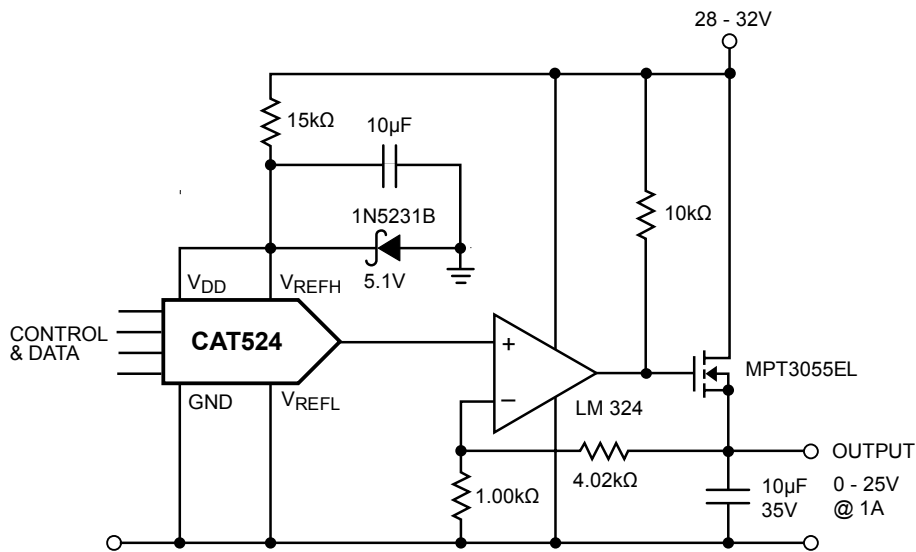 28 - 32V
15kΩ
10µF
1N5231B
5.1V
10kΩ
VDD
VREFH
CONTROL
& DATA
CAT524
+
–
LM 324
MPT3055EL
GND
VREFL
1.00kΩ
4.02kΩ
10µF
35V
OUTPUT
0 - 25V
@ 1A